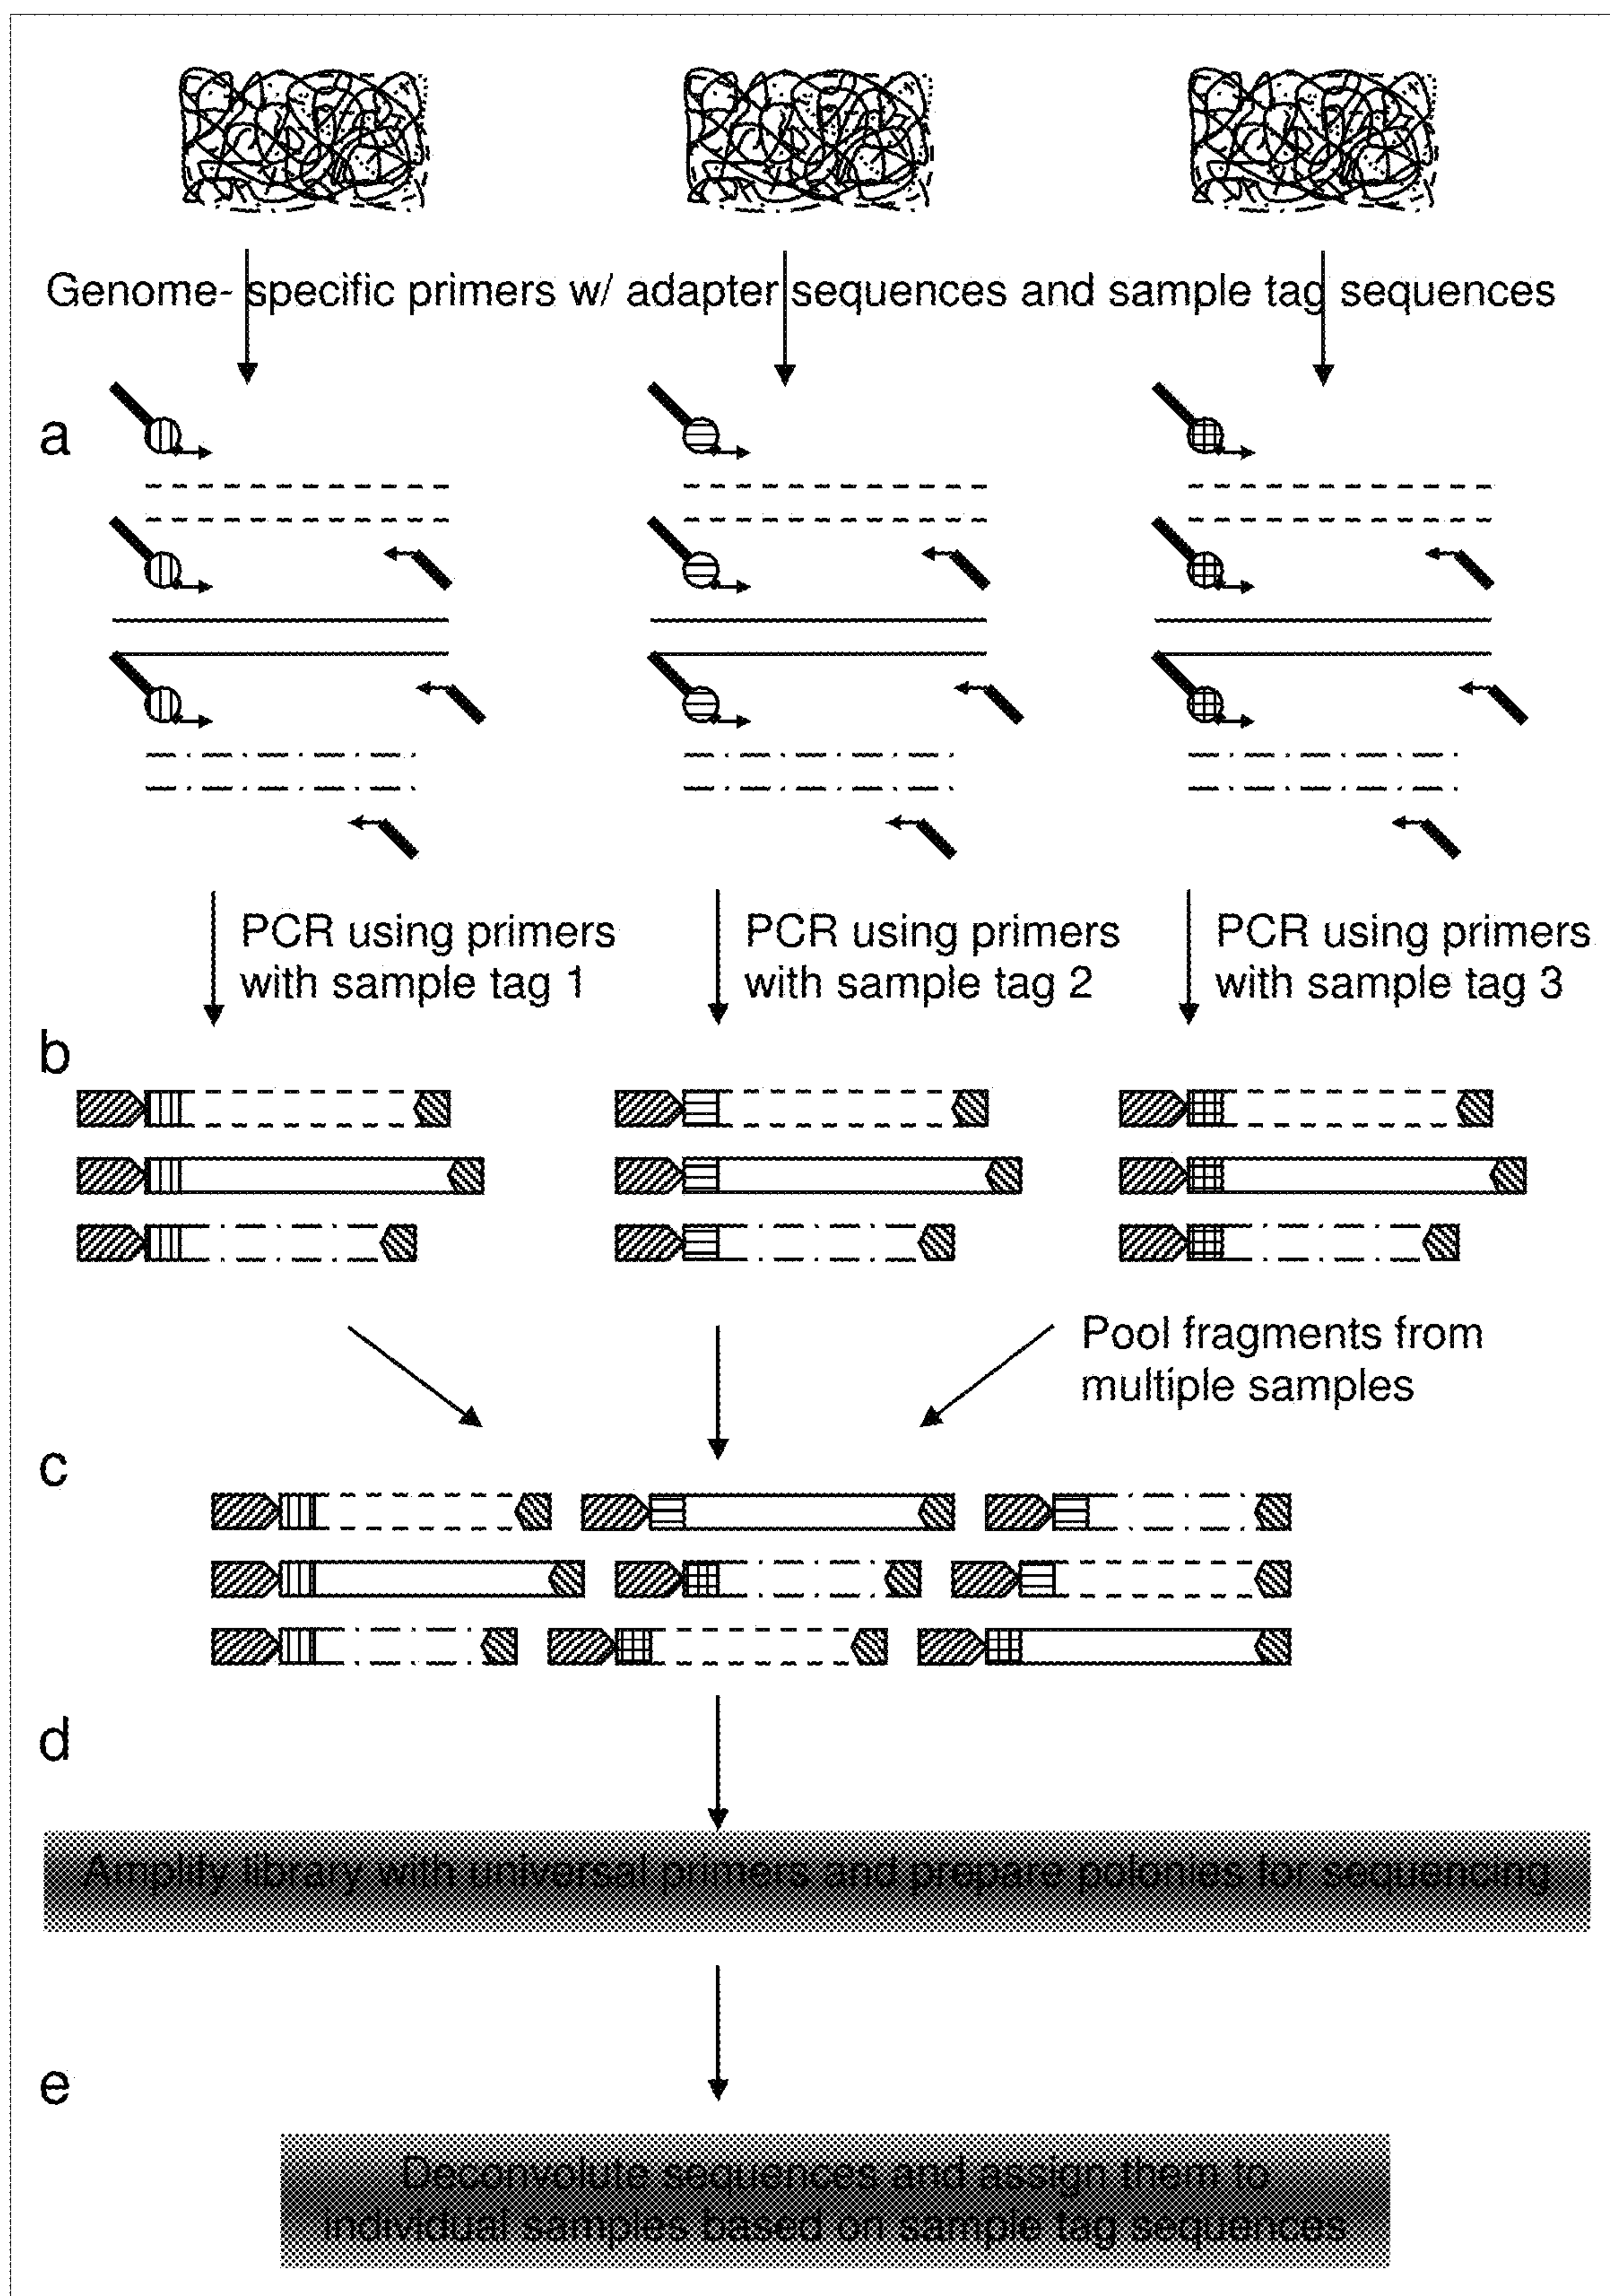 Genome- specific primers w/ adapter sequences and sample tag sequences
a
PCR using primers
with sample tag 1
PCR using primers
with sample tag 2
PCR using primers
with sample tag 3
b
Pool fragments from
multiple samples
c
d
Amplify library with universal primers and prepare polonies for sequencing
e
Deconvolute sequences and assign them to
individual samples based on sample tag sequences